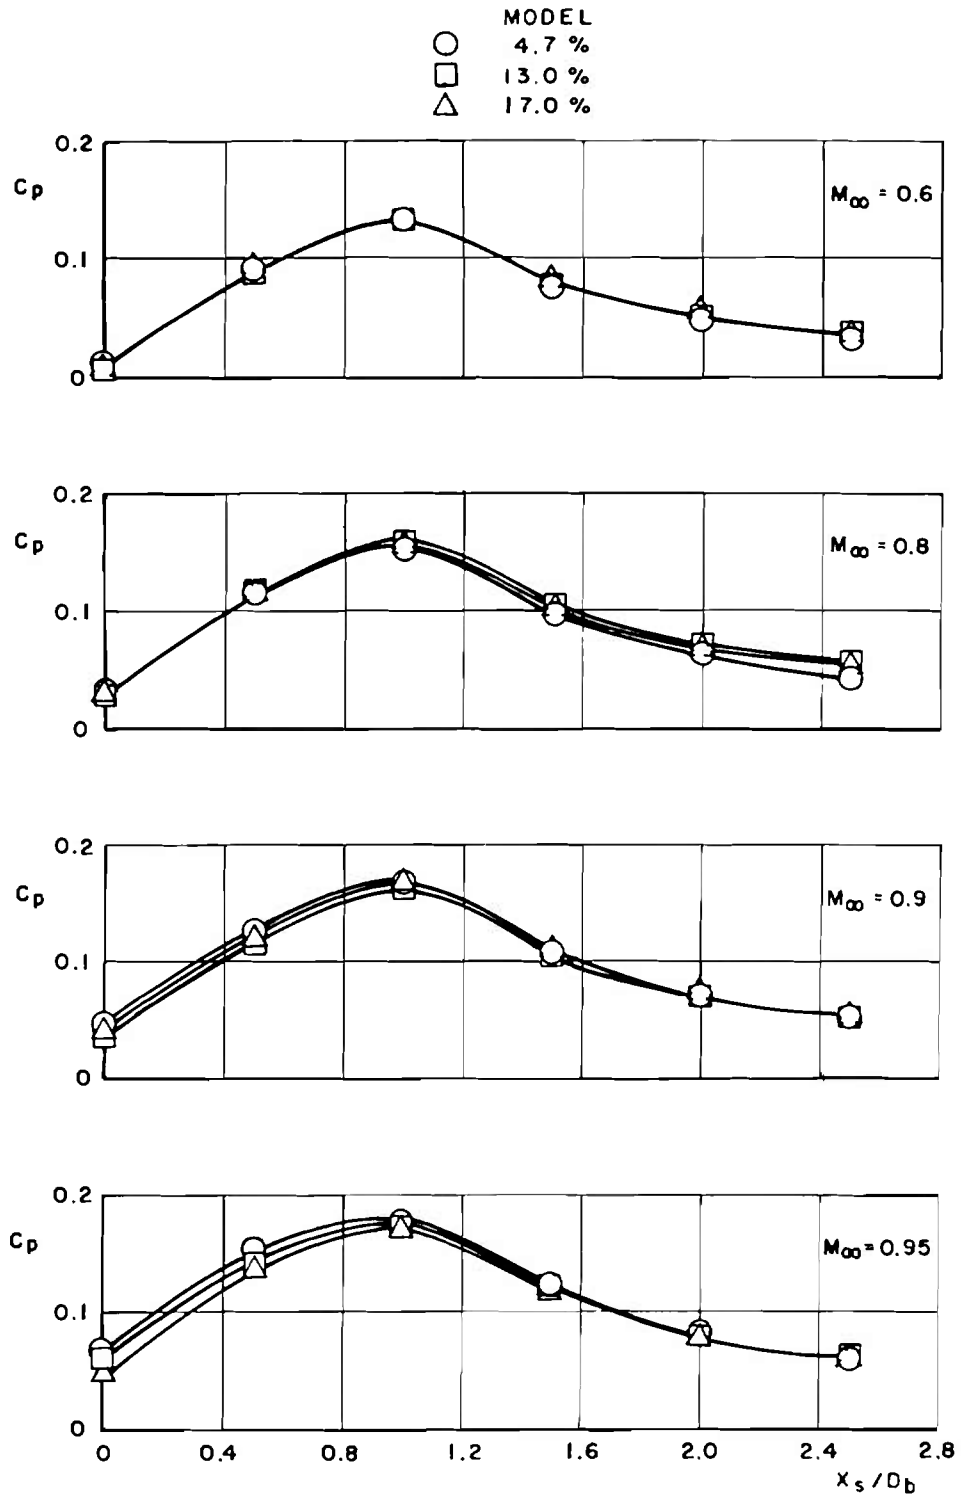 MODEL
4.7 %
13.0 %
17.0 %
0.2
Cp
M∞ = 0.6
0.1
0
0.2
Cp
M∞ = 0.8
0.1
0
0.2
Cp
M∞ = 0.9
0.1
0
0.2
Cp
M∞ = 0.95
0.1
0
0 0.4 0.8 1.2 1.6 2.0 2.4 2.8
Xs/Db